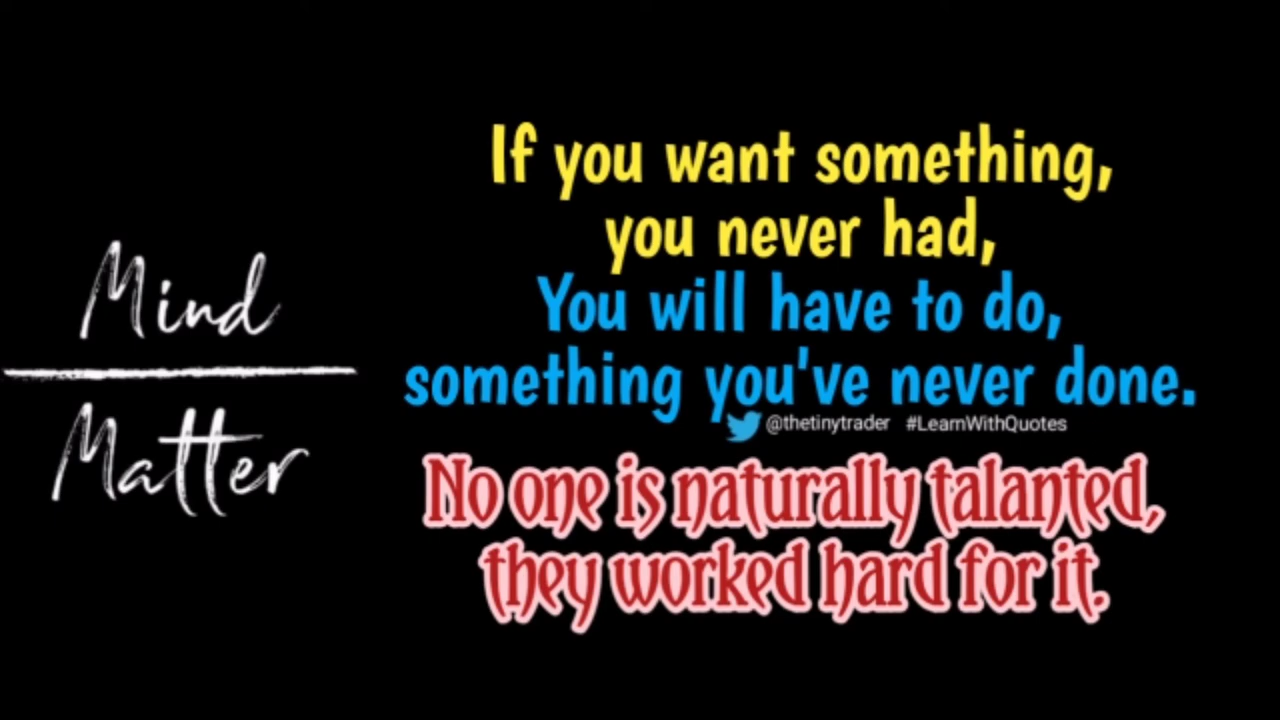 Mind
Matter
If you want something,
you never had,
You will have to do,
something you've never done.
@thetinytrader #LearnWithQuotes
No one is naturally talanted,
they worked hard for it.